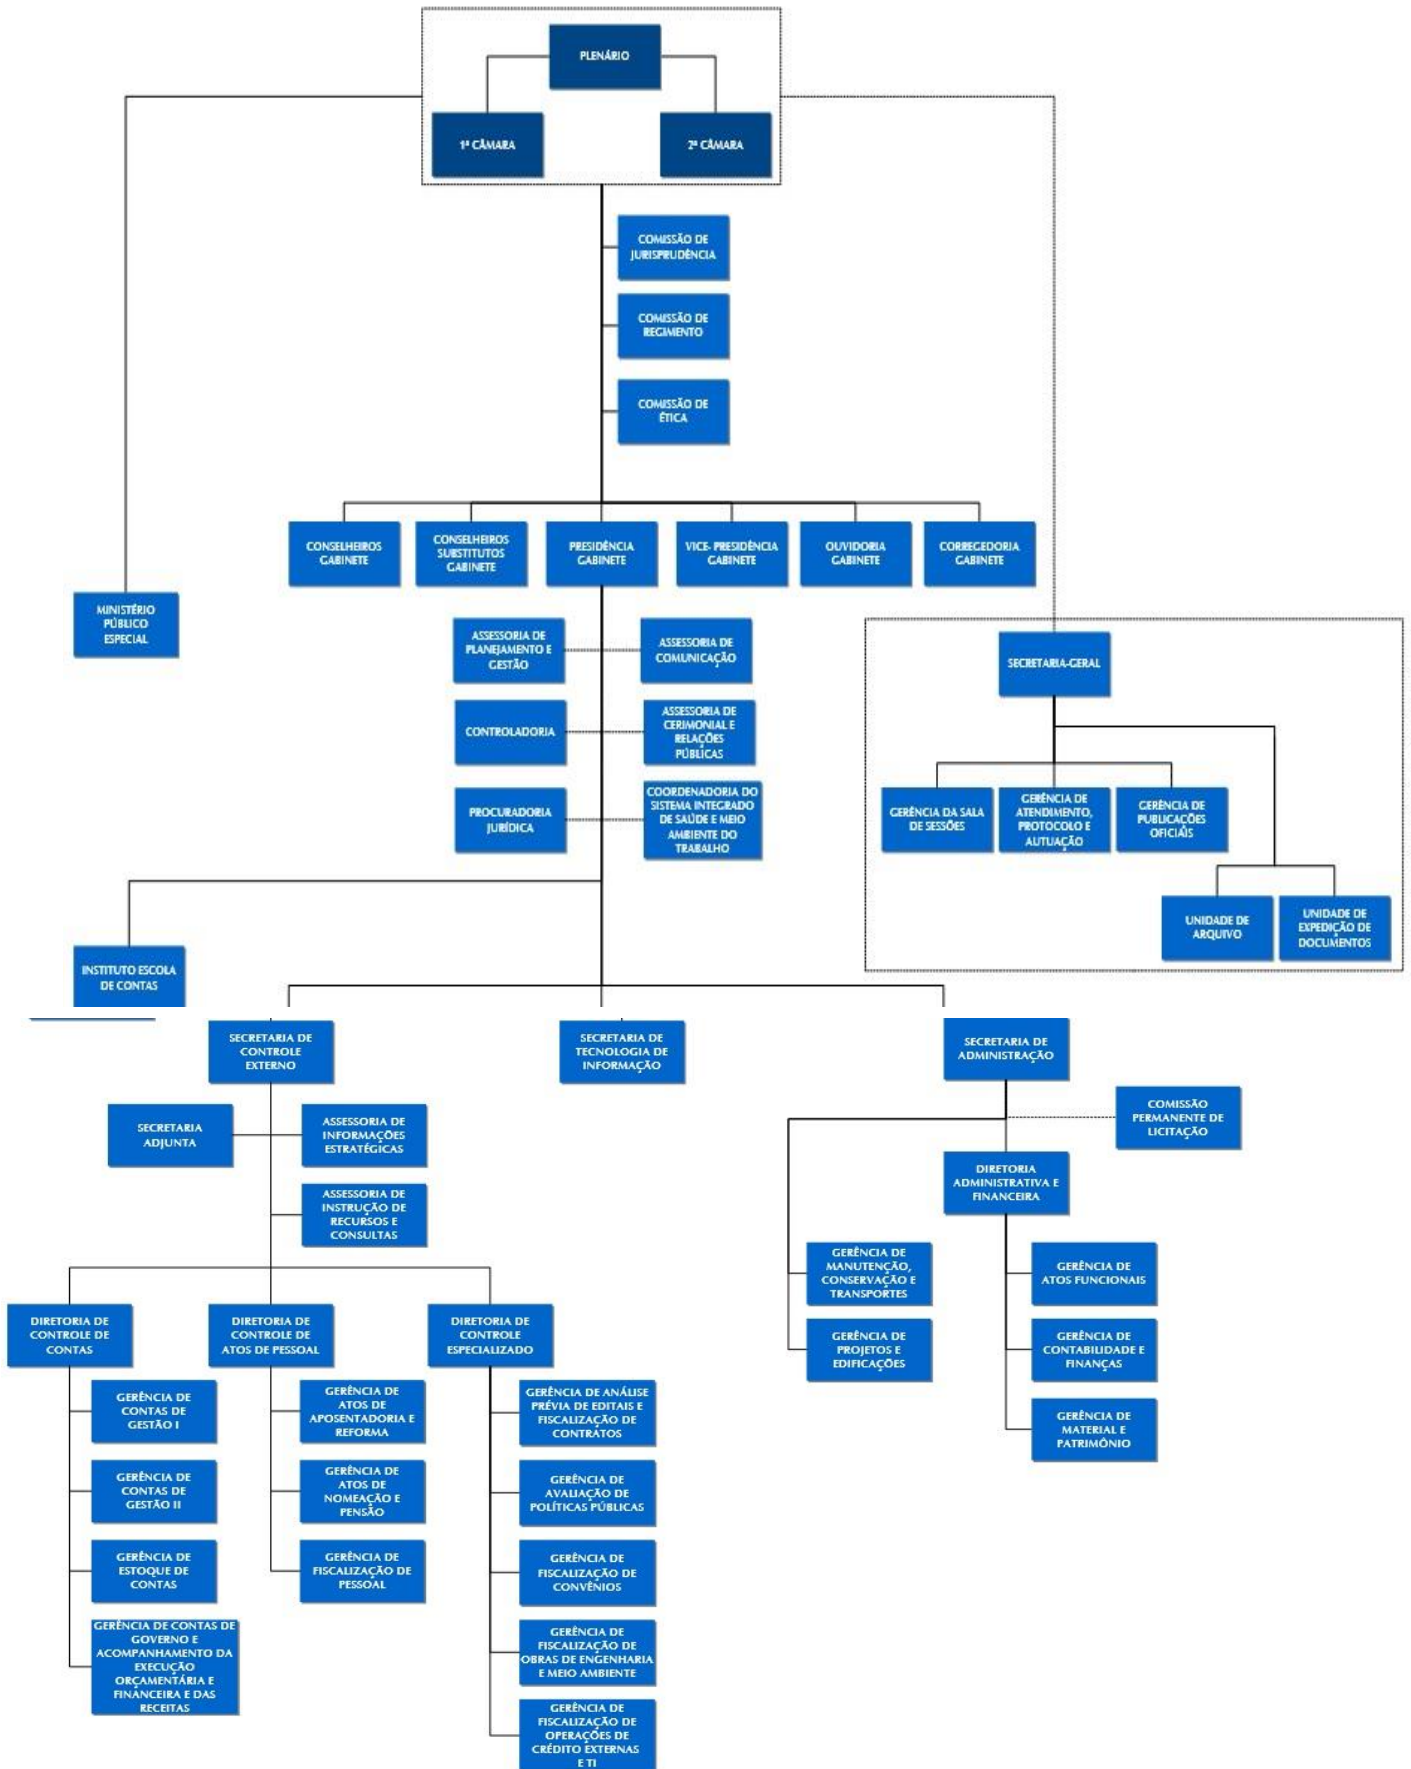 PLENÁRIO
1ª CÂMARA
2ª CÂMARA
COMISSÃO DE
JURISPRUDÊNCIA
COMISSÃO DE
REGIMENTO
COMISSÃO DE
ÉTICA
CONSELHEIROS
GABINETE
CONSELHEIROS
SUBSTITUTOS
GABINETE
PRESIDÊNCIA
GABINETE
VICE- PRESIDÊNCIA
GABINETE
OUVIDORIA
GABINETE
CORREGEDORIA
GABINETE
MINISTÉRIO
PÚBLICO
ESPECIAL
ASSESSORIA DE
PLANEJAMENTO E
GESTÃO
ASSESSORIA DE
COMUNICAÇÃO
CONTROLADORIA
ASSESSORIA DE
CERIMONIAL E
RELAÇÕES
PÚBLICAS
PROCURADORIA
JURÍDICA
COORDENADORIA DO
SISTEMA INTEGRADO
DE SAÚDE E MEIO
AMBIENTE DO
TRABALHO
SECRETARIA-GERAL
GERÊNCIA DA SALA
DE SESSÕES
GERÊNCIA DE
ATENDIMENTO,
PROTOCOLO E
AUTUAÇÃO
GERÊNCIA DE
PUBLICAÇÕES
OFICIAIS
UNIDADE DE
ARQUIVO
UNIDADE DE
EXPEDIÇÃO DE
DOCUMENTOS
INSTITUTO ESCOLA
DE CONTAS
SECRETARIA DE
CONTROLE
EXTERNO
SECRETARIA DE
TECNOLOGIA DE
INFORMAÇÃO
SECRETARIA DE
ADMINISTRAÇÃO
SECRETARIA
ADJUNTA
ASSESSORIA DE
INFORMAÇÕES
ESTRATÉGICAS
ASSESSORIA DE
INSTRUÇÃO DE
RECURSOS E
CONSULTAS
COMISSÃO
PERMANENTE DE
LICITAÇÃO
DIRETORIA
ADMINISTRATIVA E
FINANCEIRA
GERÊNCIA DE
MANUTENÇÃO,
CONSERVAÇÃO E
TRANSPORTES
GERÊNCIA DE
ATOS FUNCIONAIS
GERÊNCIA DE
PROJETOS E
EDIFICAÇÕES
GERÊNCIA DE
CONTABILIDADE E
FINANÇAS
GERÊNCIA DE
MATERIAL E
PATRIMÔNIO
DIRETORIA DE
CONTROLE DE
CONTAS
DIRETORIA DE
CONTROLE DE
ATOS DE PESSOAL
DIRETORIA DE
CONTROLE
ESPECIALIZADO
GERÊNCIA DE
CONTAS DE
GESTÃO I
GERÊNCIA DE
CONTAS DE
GESTÃO II
GERÊNCIA DE
ESTOQUE DE
CONTAS
GERÊNCIA DE CONTAS DE
GOVERNO E
ACOMPANHAMENTO DA
EXECUÇÃO
ORÇAMENTÁRIA E
FINANCEIRA E DAS
RECEITAS
GERÊNCIA DE
ATOS DE
APOSENTADORIA E
REFORMA
GERÊNCIA DE
ATOS DE
NOMEAÇÃO E
PENSÃO
GERÊNCIA DE
FISCALIZAÇÃO DE
PESSOAL
GERÊNCIA DE ANÁLISE
PRÉVIA DE EDITAIS E
FISCALIZAÇÃO DE
CONTRATOS
GERÊNCIA DE
AVALIAÇÃO DE
POLÍTICAS PÚBLICAS
GERÊNCIA DE
FISCALIZAÇÃO DE
CONVÊNIOS
GERÊNCIA DE
FISCALIZAÇÃO DE
OBRAS DE ENGENHARIA
E MEIO AMBIENTE
GERÊNCIA DE
FISCALIZAÇÃO DE
OPERAÇÕES DE
CRÉDITO EXTERNAS
E TI